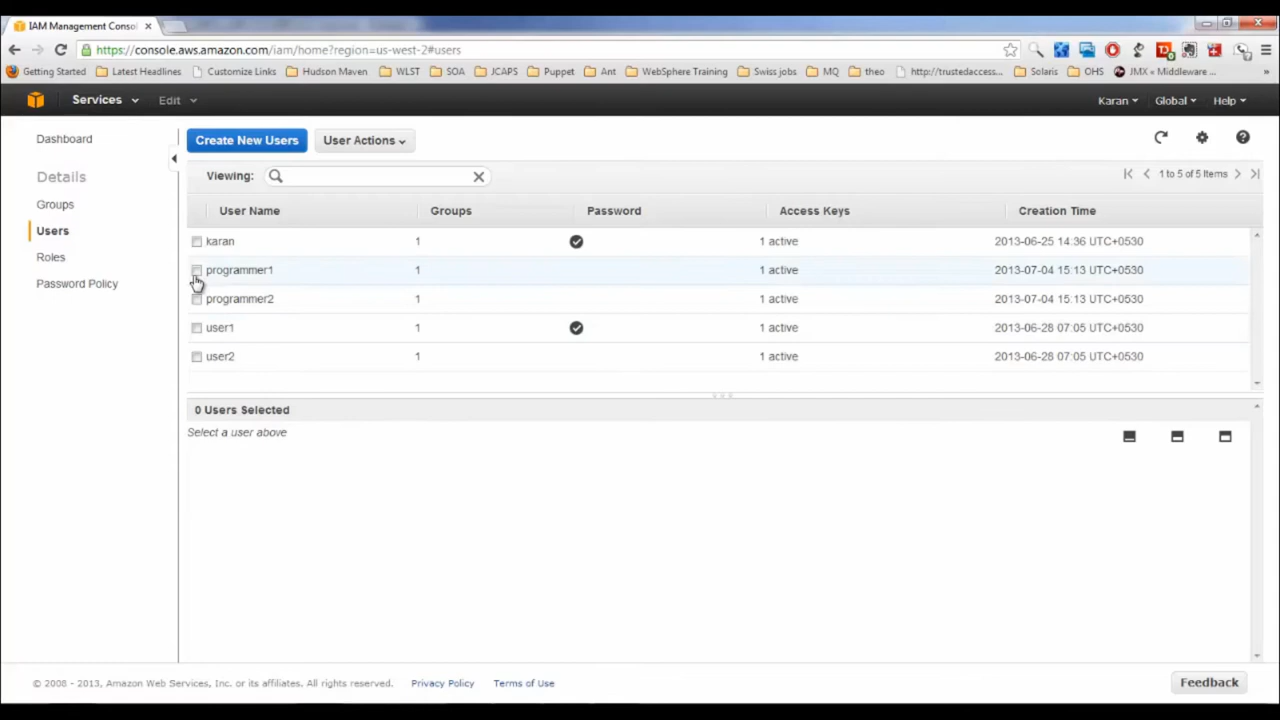 IAM Management Consol
https://console.aws.amazon.com/iam/home?region=us-west-2#users
Getting Started Latest Headlines Customize Links Hudson Maven WLST SOA JCAPS Puppet Ant WebSphere Training Swiss jobs MQ theo http://trustedaccess... Solaris OHS JMX « Middleware ... »
Services Edit Karan Global Help
Dashboard
Details
Groups
Users
Roles
Password Policy
Create New Users User Actions
Viewing: 1 to 5 of 5 Items
User Name Groups Password Access Keys Creation Time
karan 1 1 active 2013-06-25 14:36 UTC+0530
programmer1 1 1 active 2013-07-04 15:13 UTC+0530
programmer2 1 1 active 2013-07-04 15:13 UTC+0530
user1 1 1 active 2013-06-28 07:05 UTC+0530
user2 1 1 active 2013-06-28 07:05 UTC+0530
0 Users Selected
Select a user above
© 2008 - 2013, Amazon Web Services, Inc. or its affiliates. All rights reserved. Privacy Policy Terms of Use Feedback